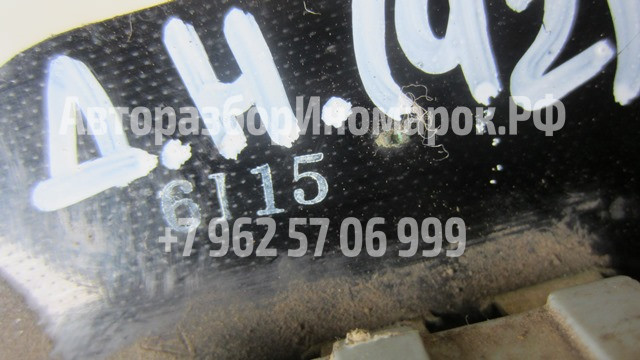 Д.Н.(92)
АвторазборИномарок.РФ
6J15
+7 962 57 06 999